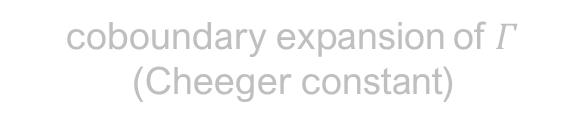 coboundary expansion of 𝛤
(Cheeger constant)